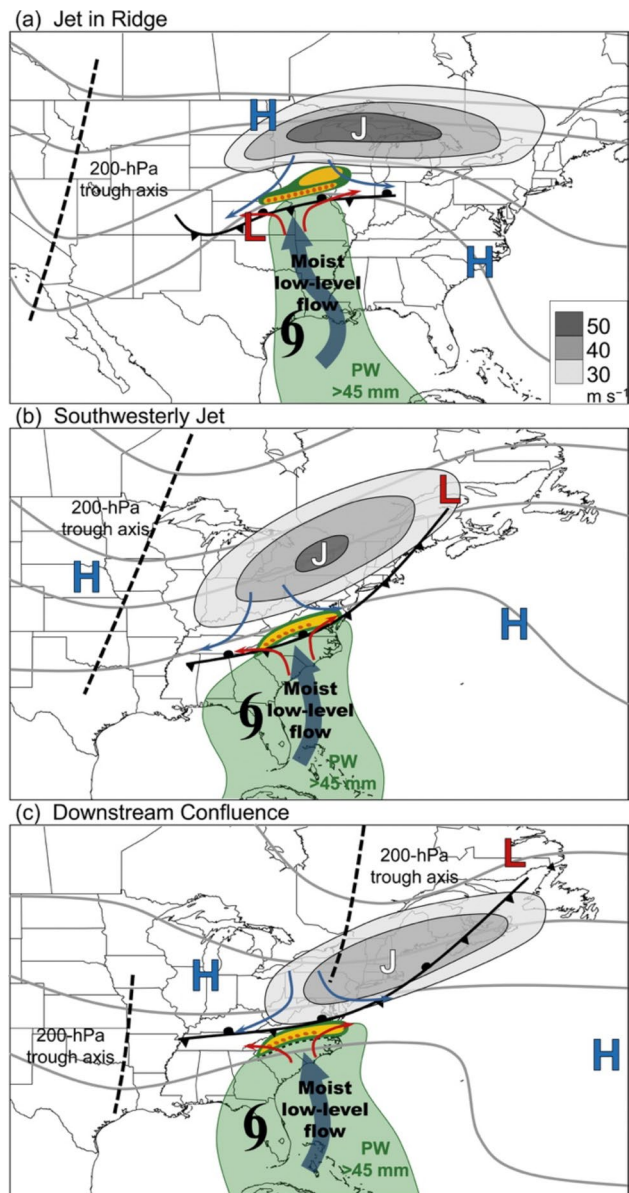 (a) Jet in Ridge
H
J
200-hPa
trough axis
L
H
Moist
low-level
flow
PW
>45 mm
50
40
30
m s⁻¹
(b) Southwesterly Jet
200-hPa
trough axis
L
J
H
H
Moist
low-level
flow
PW
>45 mm
(c) Downstream Confluence
200-hPa
trough axis
L
H
J
200-hPa
trough axis
H
Moist
low-level
flow
PW
>45 mm